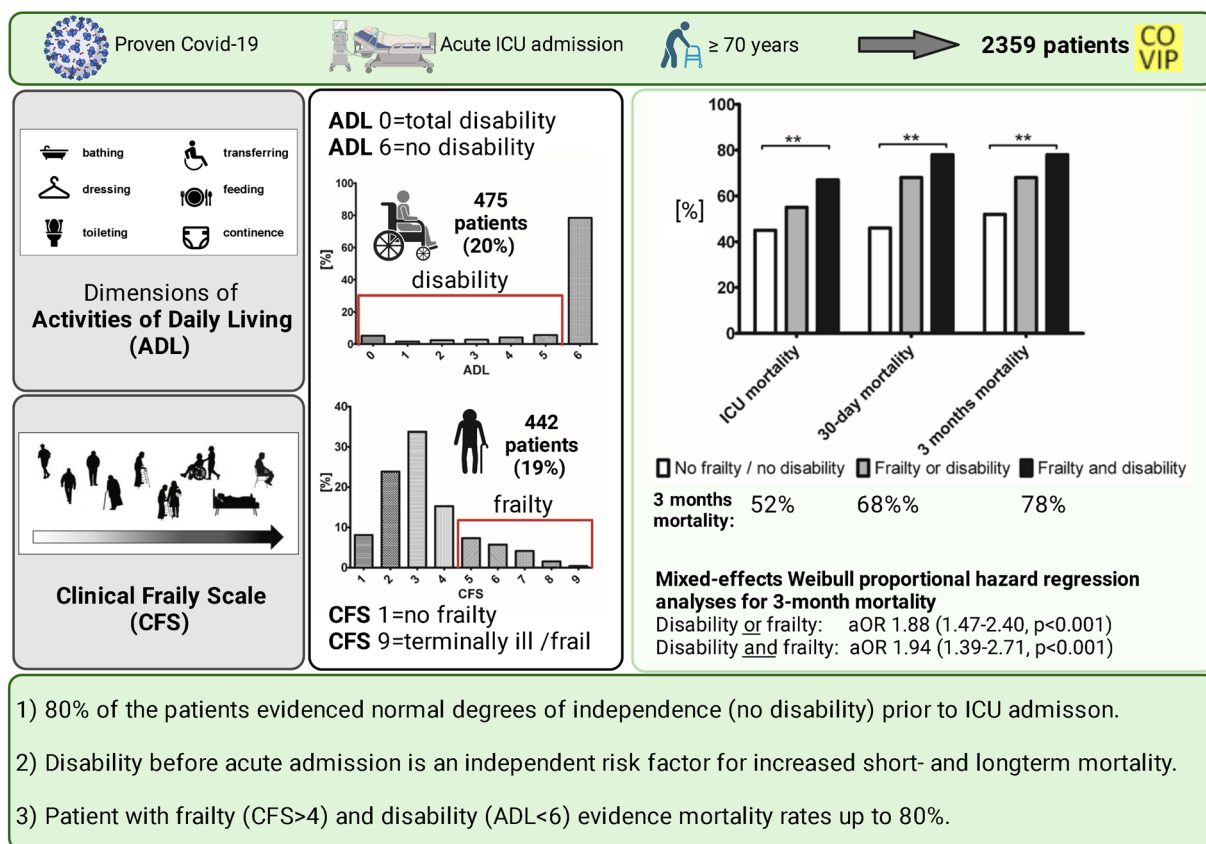 Proven Covid-19
Acute ICU admission
≥ 70 years
2359 patients
CO
VIP
bathing
transferring
dressing
feeding
toileting
continence
Dimensions of
Activities of Daily Living
(ADL)
Clinical Fraily Scale
(CFS)
ADL 0=total disability
ADL 6=no disability
100
80
60
40
20
0
[%]
475
patients
(20%)
disability
0 1 2 3 4 5 6
ADL
40
30
20
10
0
[%]
442
patients
(19%)
frailty
1 2 3 4 5 6 7 8 9
CFS
CFS 1=no frailty
CFS 9=terminally ill /frail
100
80
60
40
20
0
[%]
** ** **
ICU mortality
30-day mortality
3 months mortality
No frailty / no disability Frailty or disability Frailty and disability
3 months
mortality:
52% 68%% 78%
Mixed-effects Weibull proportional hazard regression
analyses for 3-month mortality
Disability or frailty: aOR 1.88 (1.47-2.40, p<0.001)
Disability and frailty: aOR 1.94 (1.39-2.71, p<0.001)
1) 80% of the patients evidenced normal degrees of independence (no disability) prior to ICU admisson.
2) Disability before acute admission is an independent risk factor for increased short- and longterm mortality.
3) Patient with frailty (CFS>4) and disability (ADL<6) evidence mortality rates up to 80%.